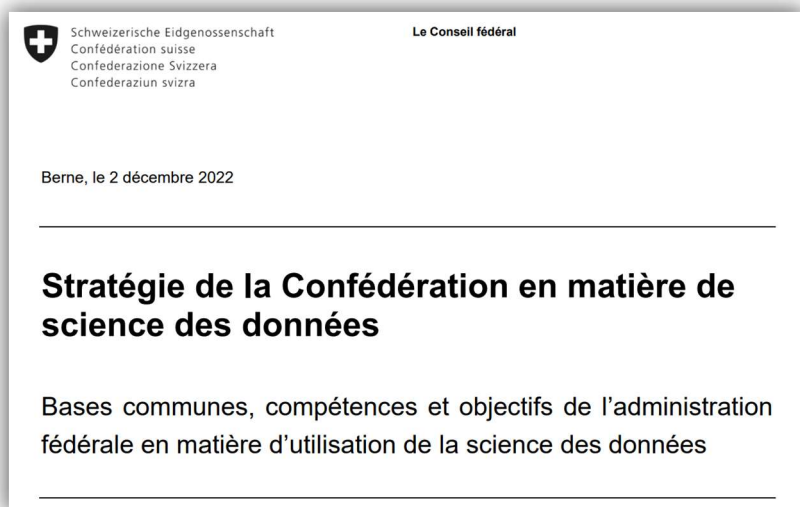 Schweizerische Eidgenossenschaft
Confédération suisse
Confederazione Svizzera
Confederaziun svizra
Le Conseil fédéral
Berne, le 2 décembre 2022
Stratégie de la Confédération en matière de
science des données
Bases communes, compétences et objectifs de l’administration
fédérale en matière d’utilisation de la science des données